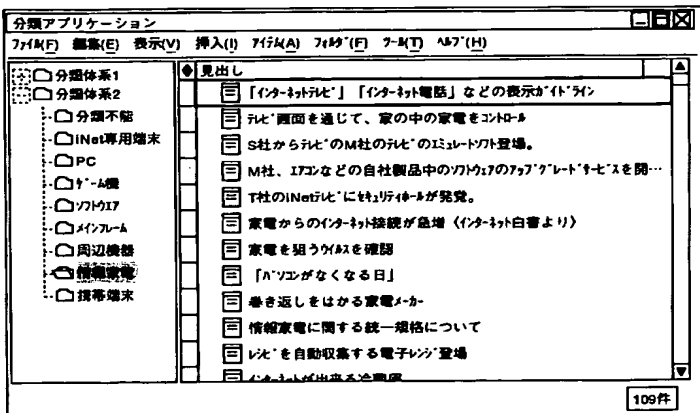 分類アプリケーション
ファイル(F) 編集(E) 表示(V) 挿入(I) アイテム(A) フォルダ(F) ツール(T) ヘルプ(H)
分類体系1
分類体系2
分類不能
iNet専用端末
PC
ゲーム機
ソフトウェア
メインフレーム
周辺機器
情報家電
携帯端末
見出し
「インターネットテレビ」「インターネット電話」などの表示ガイドライン
テレビ画面を通じて、家の中の家電をコントロール
S社からテレビのM社のテレビのエミュレートソフト登場。
M社、エアコンなどの自社製品中のソフトウェアのアップグレードサービスを開…
T社のiNetテレビにセキュリティホールが発覚。
家電からのインターネット接続が急増〈インターネット白書より〉
家電を狙うウイルスを確認
「パソコンがなくなる日」
巻き返しをはかる家電メーカー
情報家電に関する統一規格について
レシピを自動収集する電子レンジ登場
インターネットが出来る冷蔵庫
109件